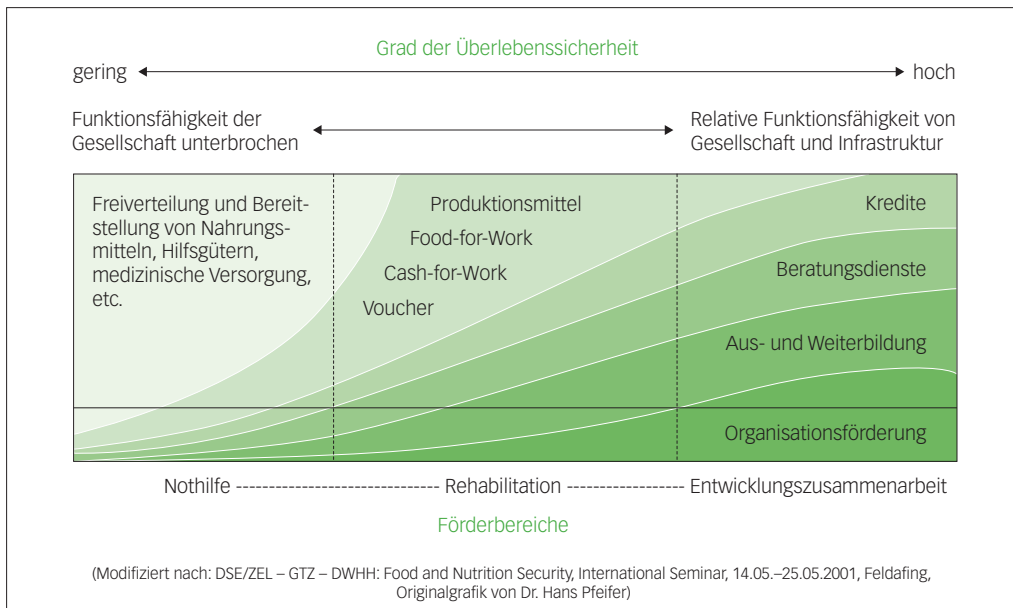 Grad der Überlebenssicherheit
gering
hoch
Funktionsfähigkeit der
Gesellschaft unterbrochen
Relative Funktionsfähigkeit von
Gesellschaft und Infrastruktur
Freiverteilung und Bereit-
stellung von Nahrungs-
mitteln, Hilfsgütern,
medizinische Versorgung,
etc.
Produktionsmittel
Food-for-Work
Cash-for-Work
Voucher
Kredite
Beratungsdienste
Aus- und Weiterbildung
Organisationsförderung
Nothilfe ---------------------------- Rehabilitation ---------------- Entwicklungszusammenarbeit
Förderbereiche
(Modifiziert nach: DSE/ZEL – GTZ – DWHH: Food and Nutrition Security, International Seminar, 14.05.–25.05.2001, Feldafing,
Originalgrafik von Dr. Hans Pfeifer)